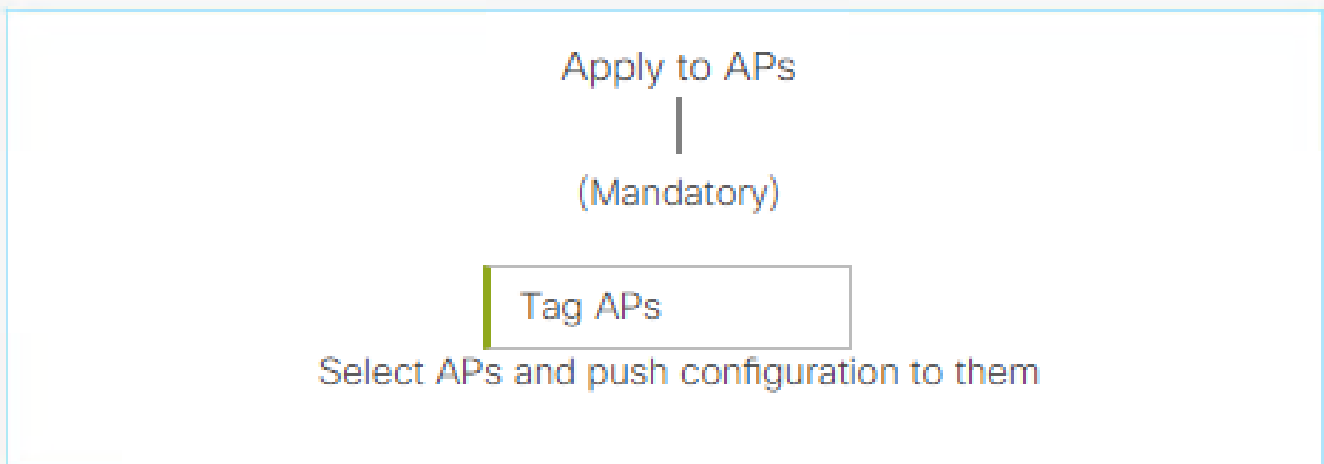 Apply to APs
(Mandatory)
Tag APs
Select APs and push configuration to them